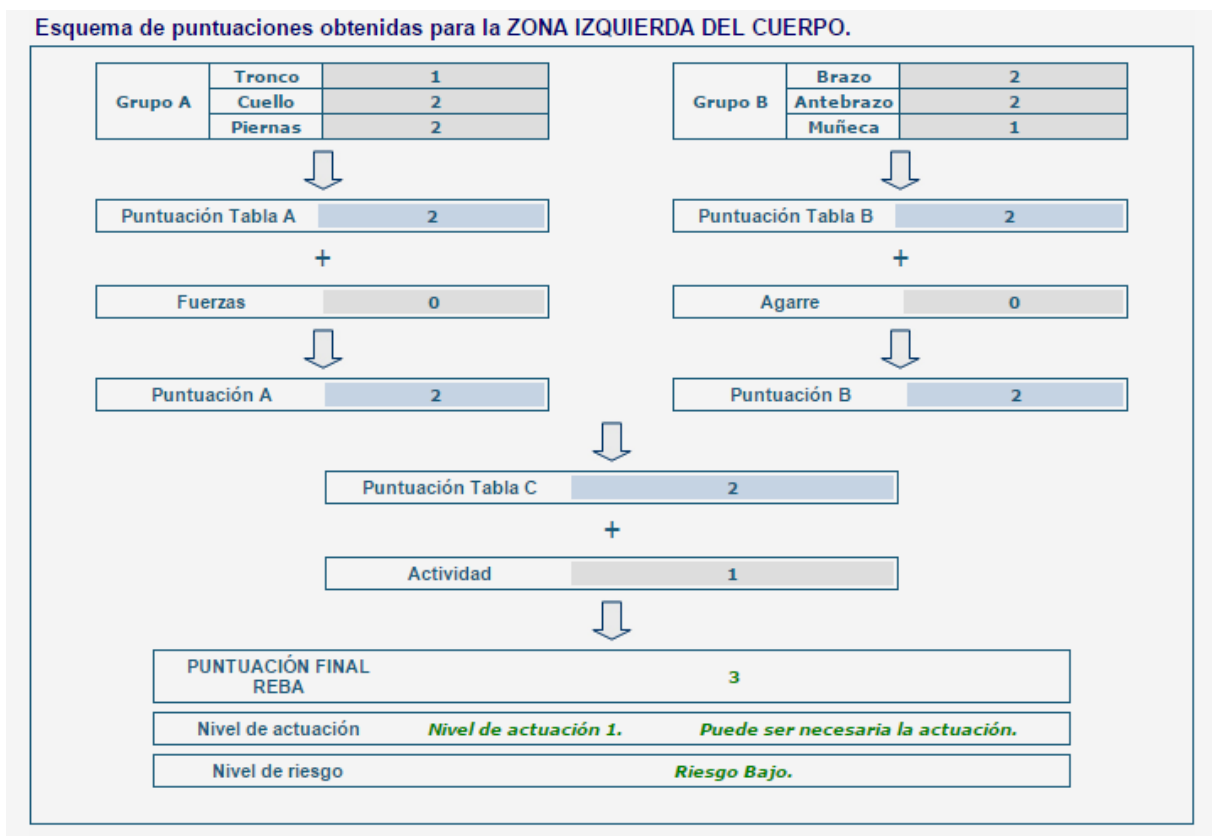 Esquema de puntuaciones obtenidas para la ZONA IZQUIERDA DEL CUERPO.
Grupo A
Tronco 1
Cuello 2
Piernas 2
Grupo B
Brazo 2
Antebrazo 2
Muñeca 1
Puntuación Tabla A 2
Puntuación Tabla B 2
+
+
Fuerzas 0
Agarre 0
Puntuación A 2
Puntuación B 2
Puntuación Tabla C 2
+
Actividad 1
PUNTUACIÓN FINAL
REBA
3
Nivel de actuación Nivel de actuación 1. Puede ser necesaria la actuación.
Nivel de riesgo Riesgo Bajo.